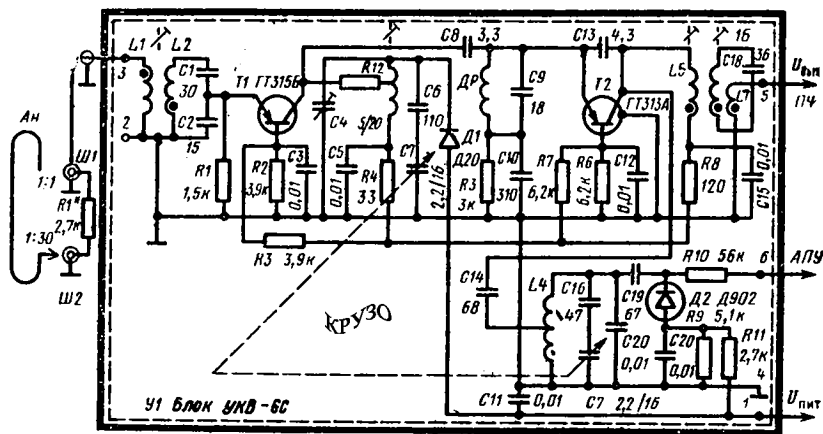 L1 L2
3
C1
30
C2
15
2
Ан
Ш1
1:1
R1*
2,7к
1:30
Ш2
T1 ГТ315Б
R1
1,5к
R2
3,9к
C3
0,01
R3 3,9к
R12
C4
5/20
C5
0,01
R4
33
C6
110
C7
Д1
Д20
2,2/16
C8 3,3
ДР
C9
18
R3
3к
C10
310
C13 4,3
T2
ГТ313А
R7
6,2к
R6
6,2к
C12
0,01
L5
1б
C18
36
L7
Uвых
5 ПЧ
R8
120
C15
0,01
R10 56к
6 АПУ
C14
68
L4
C16
47
C19
67
C20
0,01
Д2 Д902
R9 5,1к
C20
0,01
R11
2,7к
4
1
Uпит
C11 0,01
C7 2,2/16
КРУЗО
У1 Блок УКВ-6С